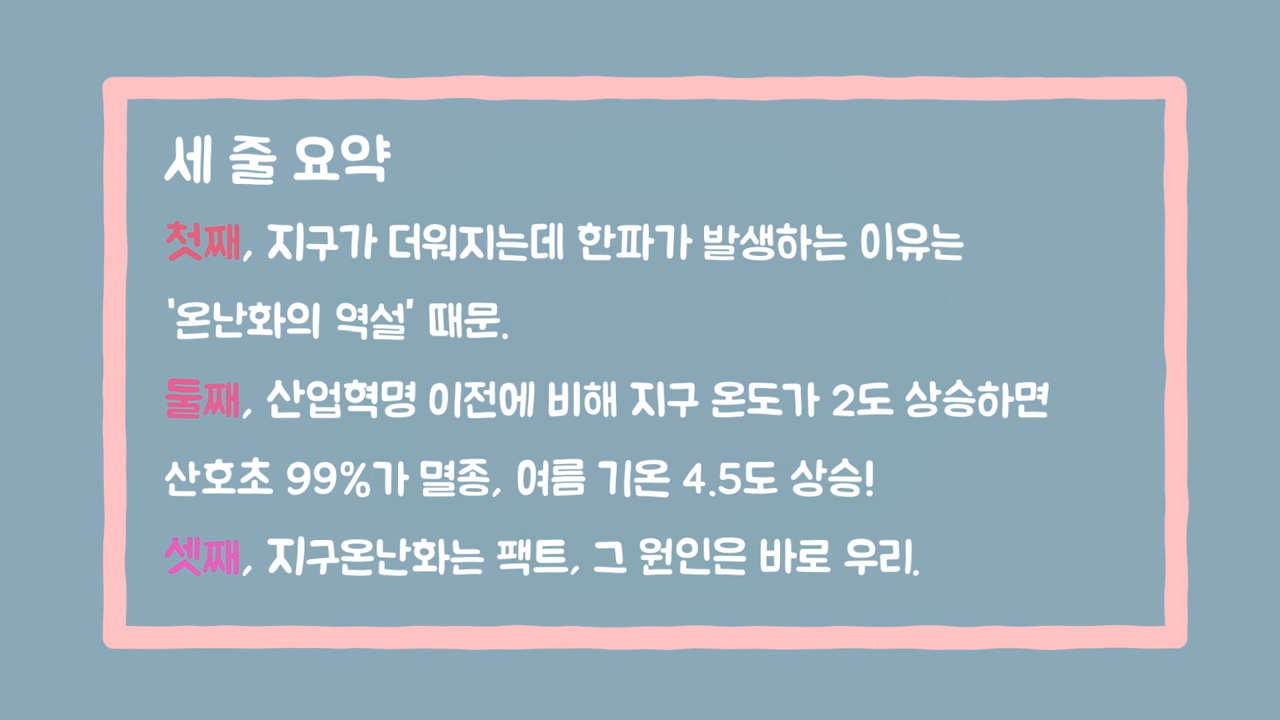 세 줄 요약
첫째, 지구가 더워지는데 한파가 발생하는 이유는
'온난화의 역설' 때문.
둘째, 산업혁명 이전에 비해 지구 온도가 2도 상승하면
산호초 99%가 멸종, 여름 기온 4.5도 상승!
셋째, 지구온난화는 팩트, 그 원인은 바로 우리.